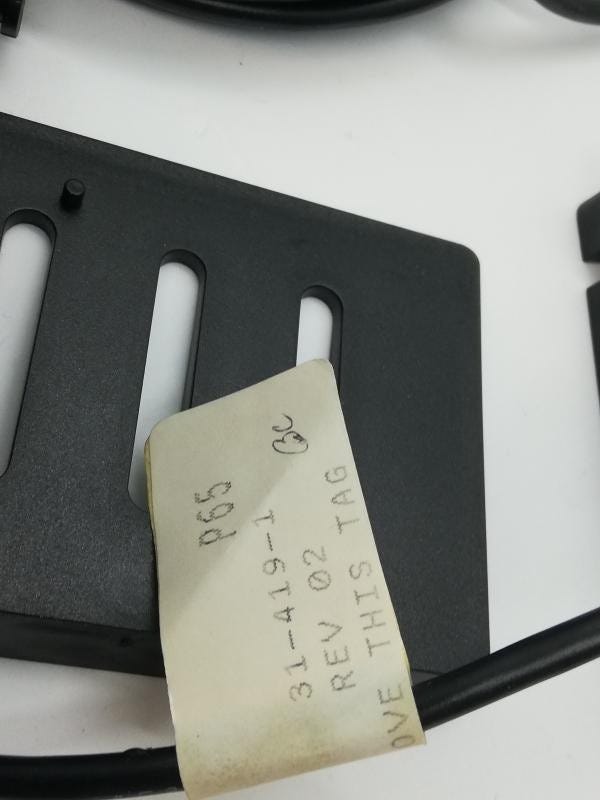 P65
31-419-1
REV 02
OVE THIS TAG